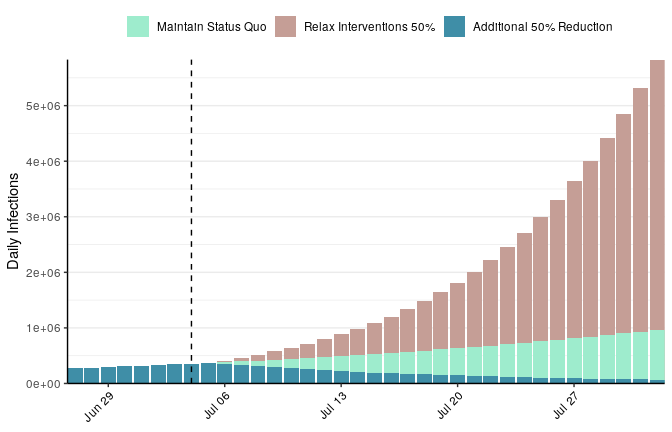 Maintain Status Quo Relax Interventions 50% Additional 50% Reduction
Daily Infections
5e+06
4e+06
3e+06
2e+06
1e+06
0e+00
Jun 29 Jul 06 Jul 13 Jul 20 Jul 27